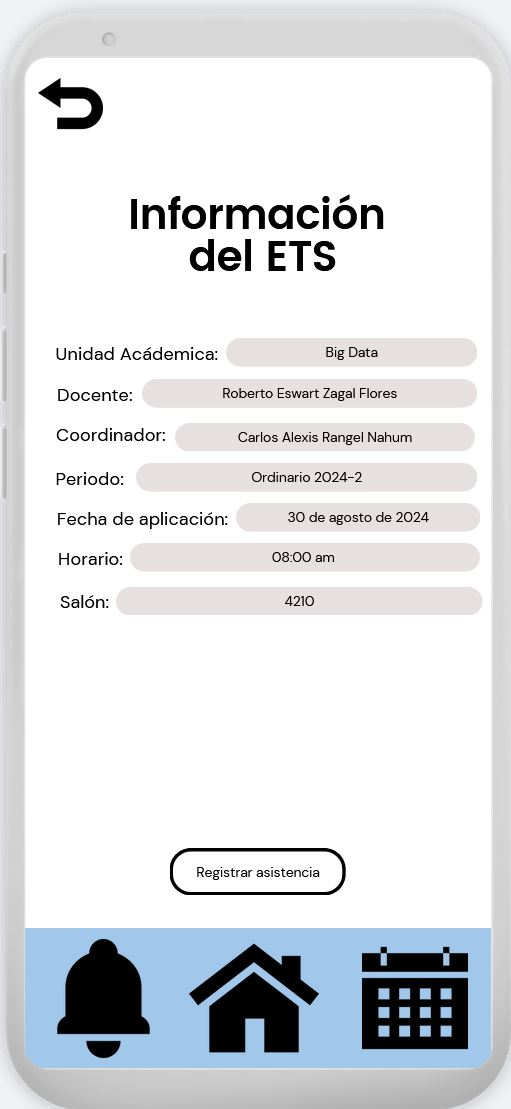 Información
del ETS
Unidad Acádemica: Big Data
Docente: Roberto Eswart Zagal Flores
Coordinador: Carlos Alexis Rangel Nahum
Periodo: Ordinario 2024-2
Fecha de aplicación: 30 de agosto de 2024
Horario: 08:00 am
Salón: 4210
Registrar asistencia